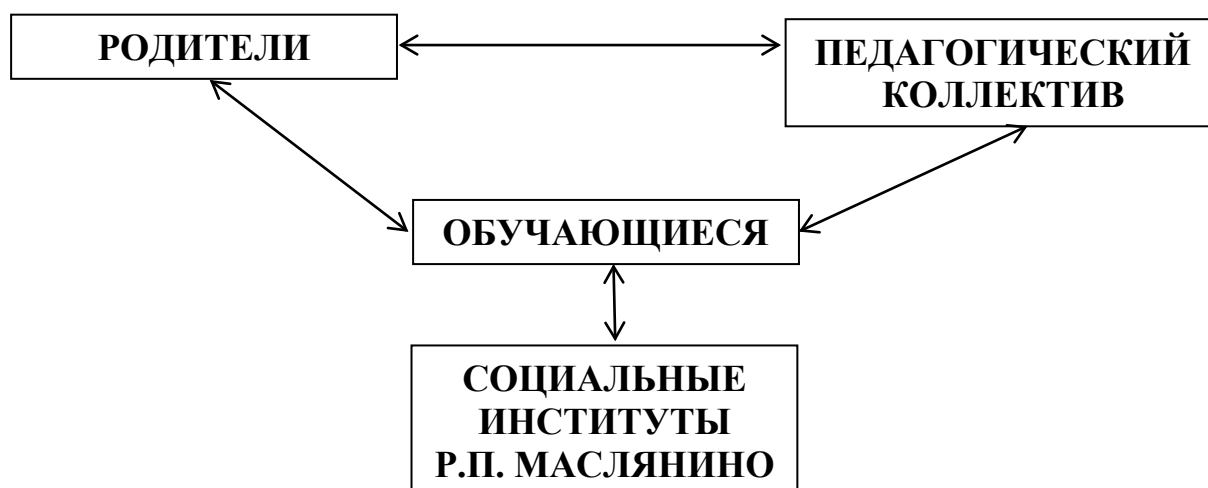 РОДИТЕЛИ
ПЕДАГОГИЧЕСКИЙ
КОЛЛЕКТИВ
ОБУЧАЮЩИЕСЯ
СОЦИАЛЬНЫЕ
ИНСТИТУТЫ
Р.П. МАСЛЯНИНО